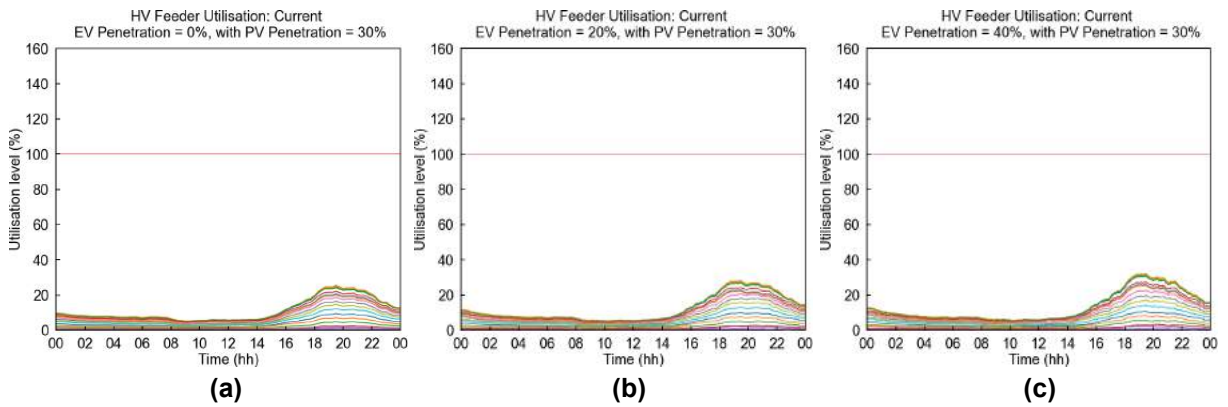 HV Feeder Utilisation: Current
EV Penetration = 0%, with PV Penetration = 30%
160
140
120
100
80
60
40
20
0
Utilisation level (%)
00 02 04 06 08 10 12 14 16 18 20 22 00
Time (hh)
(a)
HV Feeder Utilisation: Current
EV Penetration = 20%, with PV Penetration = 30%
160
140
120
100
80
60
40
20
0
Utilisation level (%)
00 02 04 06 08 10 12 14 16 18 20 22 00
Time (hh)
(b)
HV Feeder Utilisation: Current
EV Penetration = 40%, with PV Penetration = 30%
160
140
120
100
80
60
40
20
0
Utilisation level (%)
00 02 04 06 08 10 12 14 16 18 20 22 00
Time (hh)
(c)